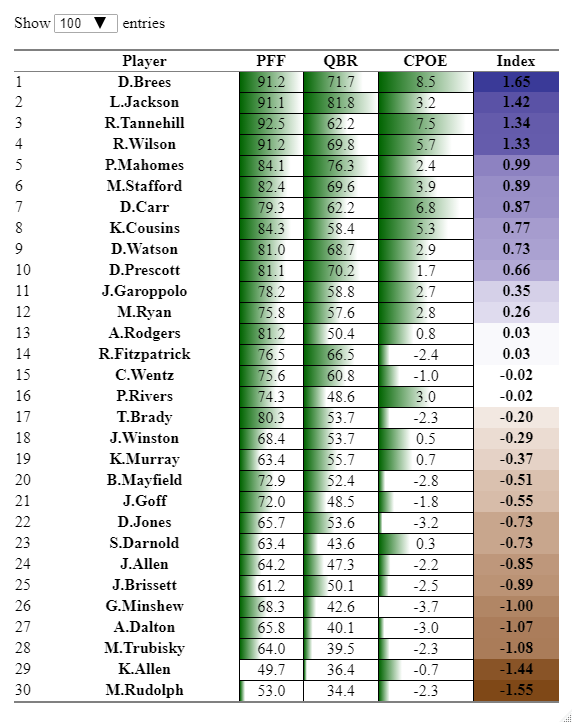 Show 100 ▼ entries
Player PFF QBR CPOE Index
1 D.Brees 91.2 71.7 8.5 1.65
2 L.Jackson 91.1 81.8 3.2 1.42
3 R.Tannehill 92.5 62.2 7.5 1.34
4 R.Wilson 91.2 69.8 5.7 1.33
5 P.Mahomes 84.1 76.3 2.4 0.99
6 M.Stafford 82.4 69.6 3.9 0.89
7 D.Carr 79.3 62.2 6.8 0.87
8 K.Cousins 84.3 58.4 5.3 0.77
9 D.Watson 81.0 68.7 2.9 0.73
10 D.Prescott 81.1 70.2 1.7 0.66
11 J.Garoppolo 78.2 58.8 2.7 0.35
12 M.Ryan 75.8 57.6 2.8 0.26
13 A.Rodgers 81.2 50.4 0.8 0.03
14 R.Fitzpatrick 76.5 66.5 -2.4 0.03
15 C.Wentz 75.6 60.8 -1.0 -0.02
16 P.Rivers 74.3 48.6 3.0 -0.02
17 T.Brady 80.3 53.7 -2.3 -0.20
18 J.Winston 68.4 53.7 0.5 -0.29
19 K.Murray 63.4 55.7 0.7 -0.37
20 B.Mayfield 72.9 52.4 -2.8 -0.51
21 J.Goff 72.0 48.5 -1.8 -0.55
22 D.Jones 65.7 53.6 -3.2 -0.73
23 S.Darnold 63.4 43.6 0.3 -0.73
24 J.Allen 64.2 47.3 -2.2 -0.85
25 J.Brissett 61.2 50.1 -2.5 -0.89
26 G.Minshew 68.3 42.6 -3.7 -1.00
27 A.Dalton 65.8 40.1 -3.0 -1.07
28 M.Trubisky 64.0 39.5 -2.3 -1.08
29 K.Allen 49.7 36.4 -0.7 -1.44
30 M.Rudolph 53.0 34.4 -2.3 -1.55